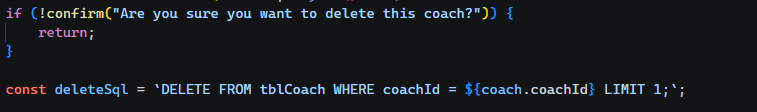 if (!confirm("Are you sure you want to delete this coach?")) {
    return;
}
const deleteSql = `DELETE FROM tblCoach WHERE coachId = ${coach.coachId} LIMIT 1;`;